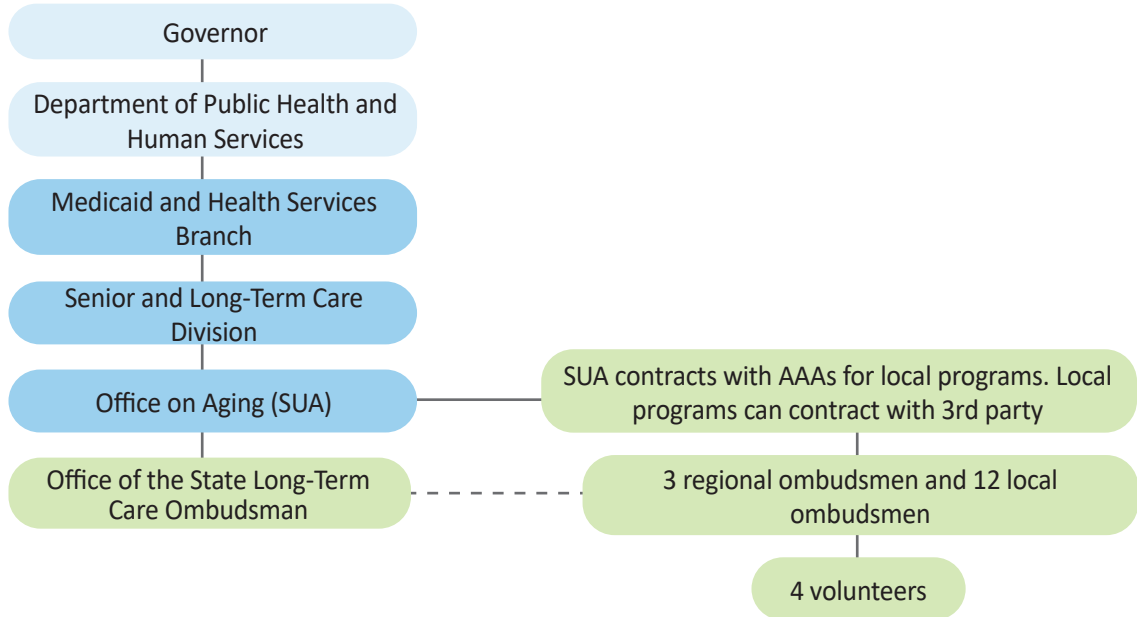 Governor
Department of Public Health and
Human Services
Medicaid and Health Services
Branch
Senior and Long-Term Care
Division
Office on Aging (SUA)
SUA contracts with AAAs for local programs. Local
programs can contract with 3rd party
Office of the State Long-Term
Care Ombudsman
3 regional ombudsmen and 12 local
ombudsmen
4 volunteers